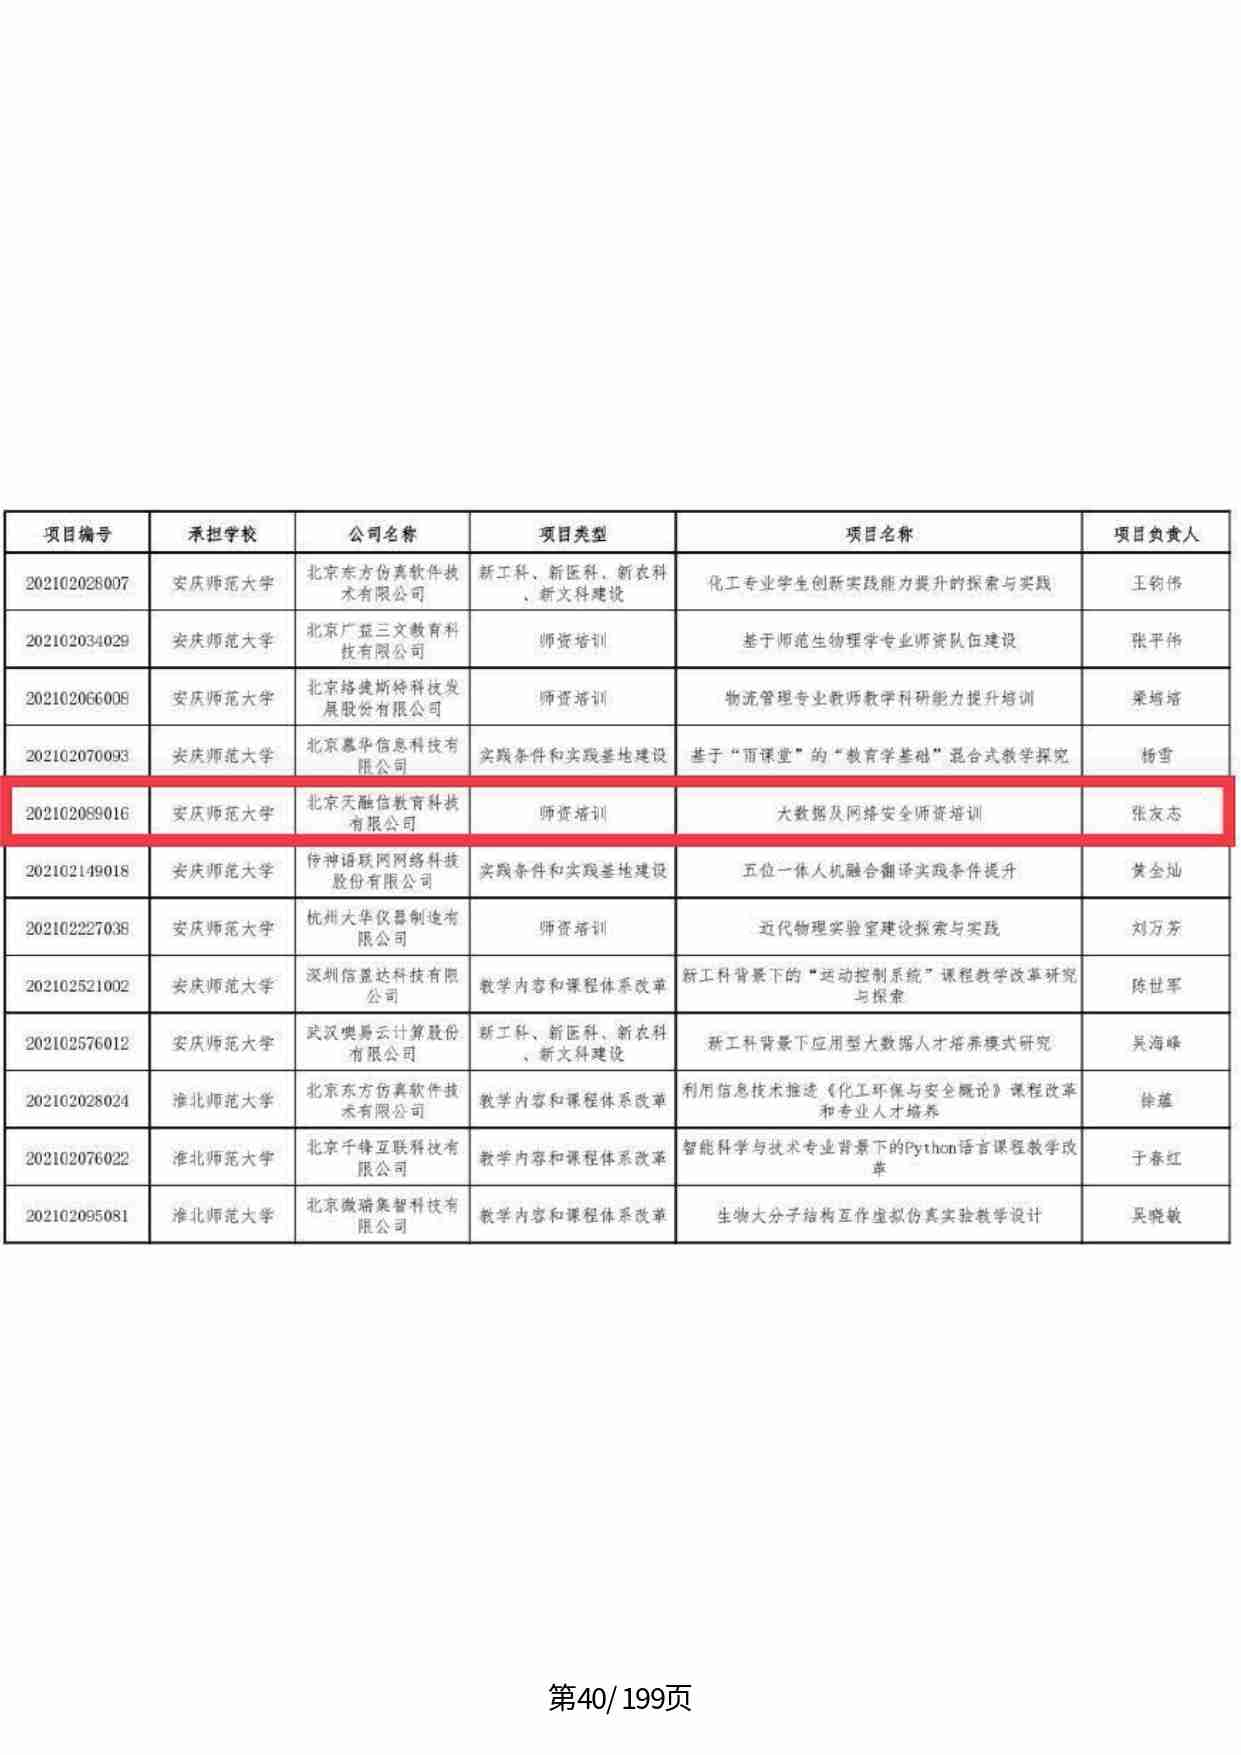 项目编号 承担学校 公司名称 项目类型 项目名称 项目负责人
202102028007 安庆师范大学 北京东方仿真软件技 新工科、新医科、新农科 化工专业学生创新实践能力提升的探索与实践 王钧伟
术有限公司 、新文科建设
202102034029 安庆师范大学 北京广益三文教育科 师资培训 基于师范生物理学专业师资队伍建设 张平伟
技有限公司
202102066008 安庆师范大学 北京络捷斯特科技发 师资培训 物流管理专业教师教学科研能力提升培训 梁培培
展股份有限公司
202102070093 安庆师范大学 北京慕华信息科技有 实践条件和实践基地建设 基于“雨课堂”的“教育学基础”混合式教学探究 杨雪
限公司
202102089016 安庆师范大学 北京天融信教育科技 师资培训 大数据及网络安全师资培训 张友志
有限公司
202102149018 安庆师范大学 传神语联网网络科技 实践条件和实践基地建设 五位一体人机融合翻译实践条件提升 黄全灿
股份有限公司
202102227038 安庆师范大学 杭州大华仪器制造有 师资培训 近代物理实验室建设探索与实践 刘万芳
限公司
202102521002 安庆师范大学 深圳信盈达科技有限 教学内容和课程体系改革 新工科背景下的“运动控制系统”课程教学改革研究 陈世军
公司 与探索
202102576012 安庆师范大学 武汉噢易云计算股份 新工科、新医科、新农科 新工科背景下应用型大数据人才培养模式研究 吴海峰
有限公司 、新文科建设
202102028024 淮北师范大学 北京东方仿真软件技 教学内容和课程体系改革 利用信息技术推进《化工环保与安全概论》课程改革 徐蕴
术有限公司 和专业人才培养
202102076022 淮北师范大学 北京千锋互联科技有 教学内容和课程体系改革 智能科学与技术专业背景下的Python语言课程教学改 于春红
限公司 革
202102095081 淮北师范大学 北京微瑞集智科技有 教学内容和课程体系改革 生物大分子结构互作虚拟仿真实验教学设计 吴晓敏
限公司
第40/199页